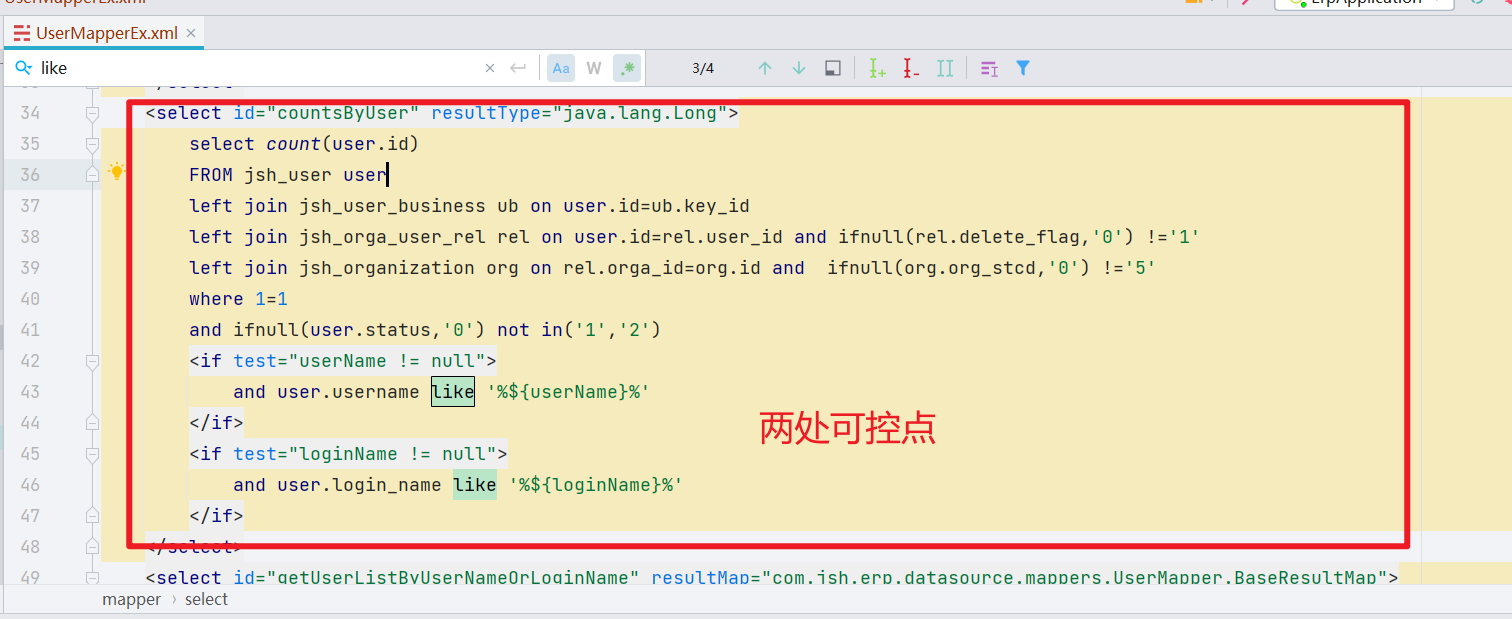 UserMapperEx.xml
ErpApplication
UserMapperEx.xml
like
Aa W .* 3/4
34 <select id="countsByUser" resultType="java.lang.Long">
35 select count(user.id)
36 FROM jsh_user user
37 left join jsh_user_business ub on user.id=ub.key_id
38 left join jsh_orga_user_rel rel on user.id=rel.user_id and ifnull(rel.delete_flag,'0') !='1'
39 left join jsh_organization org on rel.orga_id=org.id and  ifnull(org.org_stcd,'0') !='5'
40 where 1=1
41 and ifnull(user.status,'0') not in('1','2')
42 <if test="userName != null">
43 and user.username like '%${userName}%'
44 </if>
两处可控点
45 <if test="loginName != null">
46 and user.login_name like '%${loginName}%'
47 </if>
48 </select>
49 <select id="getUserListByUserNameOrLoginName" resultMap="com.jsh.erp.datasource.mappers.UserMapper.BaseResultMap">
mapper › select